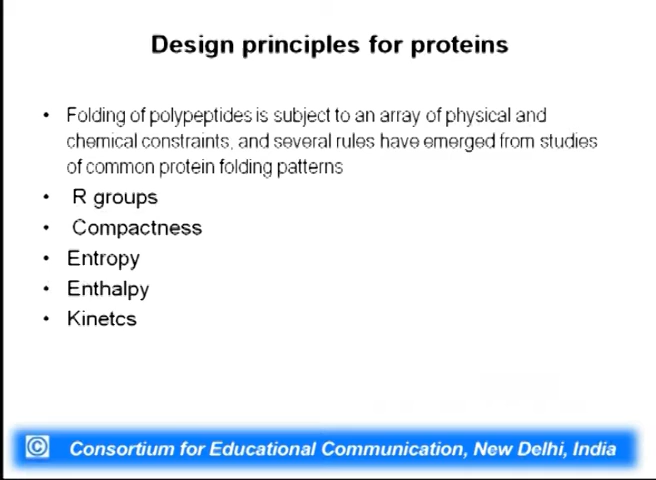 Design principles for proteins
• Folding of polypeptides is subject to an array of physical and
chemical constraints, and several rules have emerged from studies
of common protein folding patterns
• R groups
• Compactness
• Entropy
• Enthalpy
• Kinetcs
© Consortium for Educational Communication, New Delhi, India